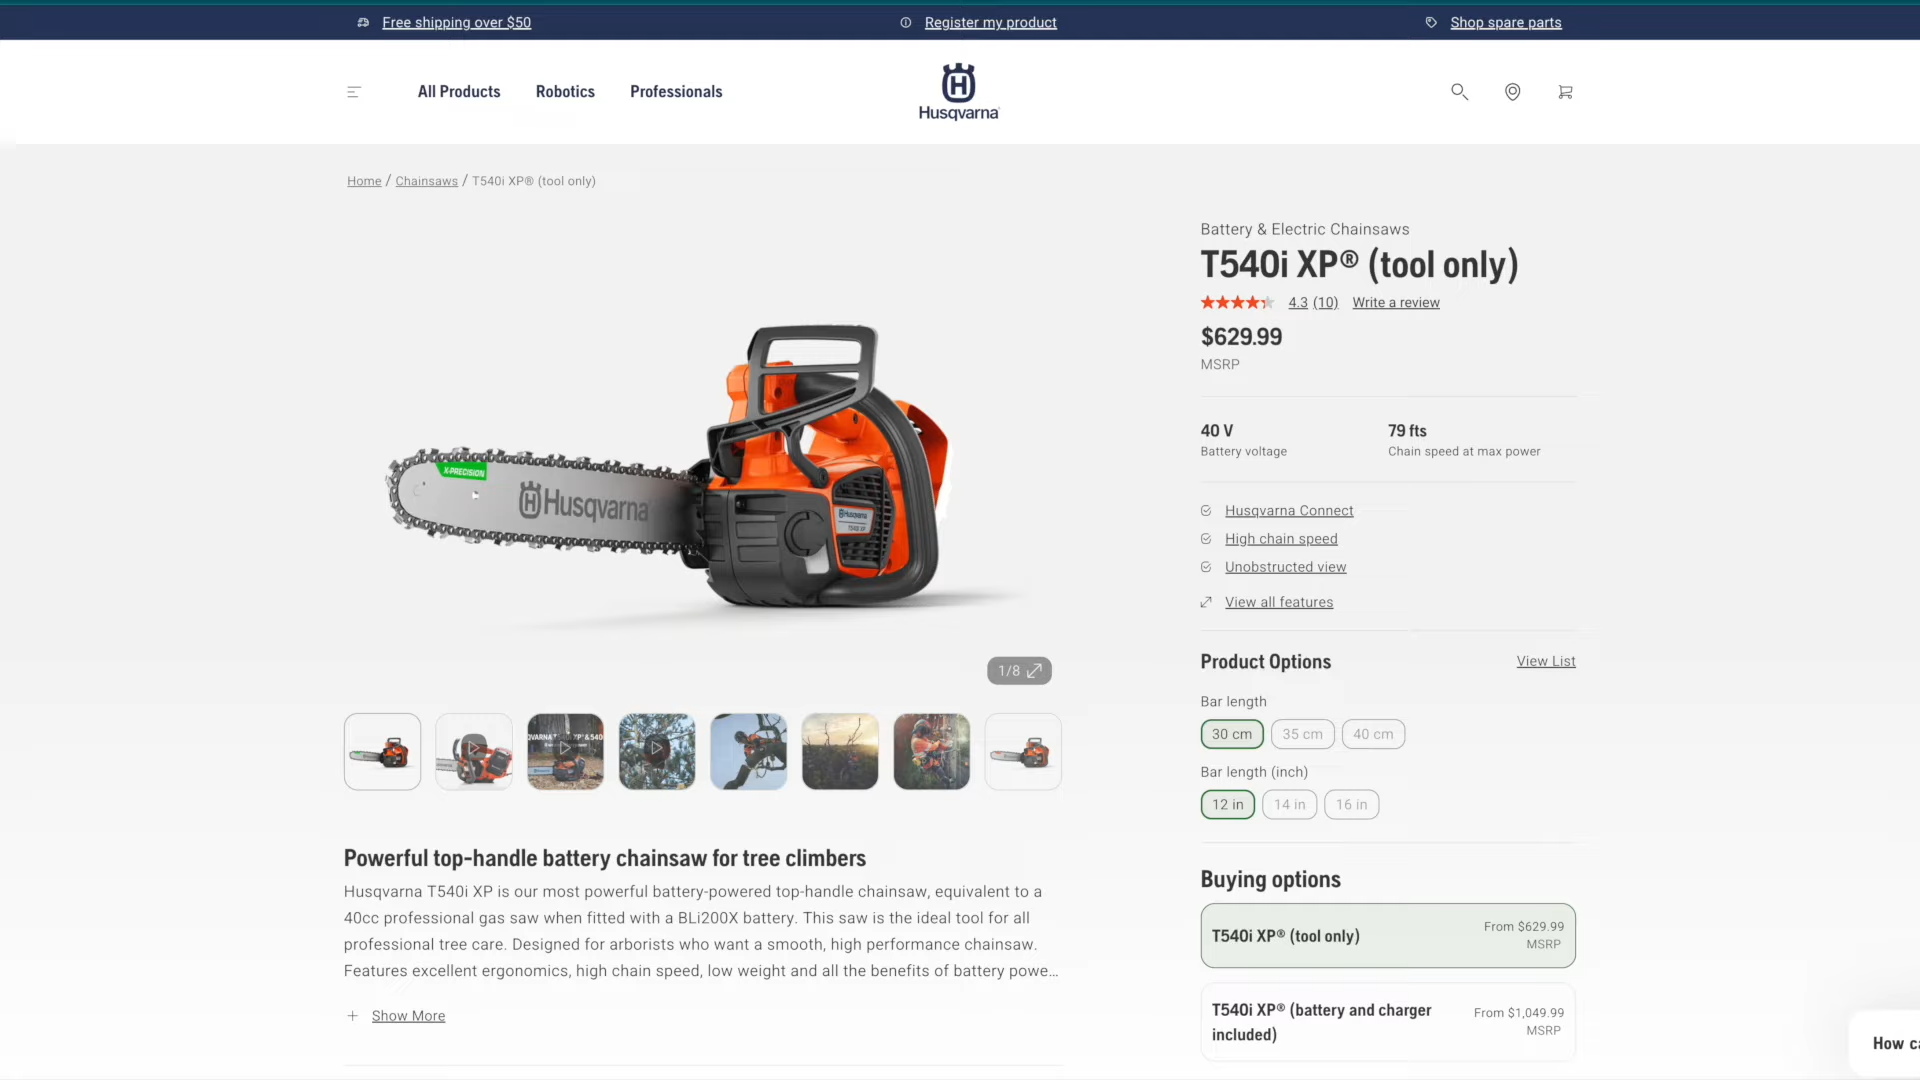 Free shipping over $50
Register my product
Shop spare parts
All Products
Robotics
Professionals
Husqvarna
Home / Chainsaws / T540i XP® (tool only)
Battery & Electric Chainsaws
T540i XP® (tool only)
4.3 (10) Write a review
$629.99
MSRP
40 V
Battery voltage
79 fts
Chain speed at max power
X-PRECISION
Husqvarna
Husqvarna
T540i XP
Husqvarna Connect
High chain speed
Unobstructed view
View all features
1/8
Product Options
View List
Bar length
30 cm
35 cm
40 cm
Bar length (inch)
12 in
14 in
16 in
Powerful top-handle battery chainsaw for tree climbers
Husqvarna T540i XP is our most powerful battery-powered top-handle chainsaw, equivalent to a
40cc professional gas saw when fitted with a BLi200X battery. This saw is the ideal tool for all
professional tree care. Designed for arborists who want a smooth, high performance chainsaw.
Features excellent ergonomics, high chain speed, low weight and all the benefits of battery powe...
Show More
Buying options
T540i XP® (tool only)
From $629.99
MSRP
T540i XP® (battery and charger
included)
From $1,049.99
MSRP
How ca